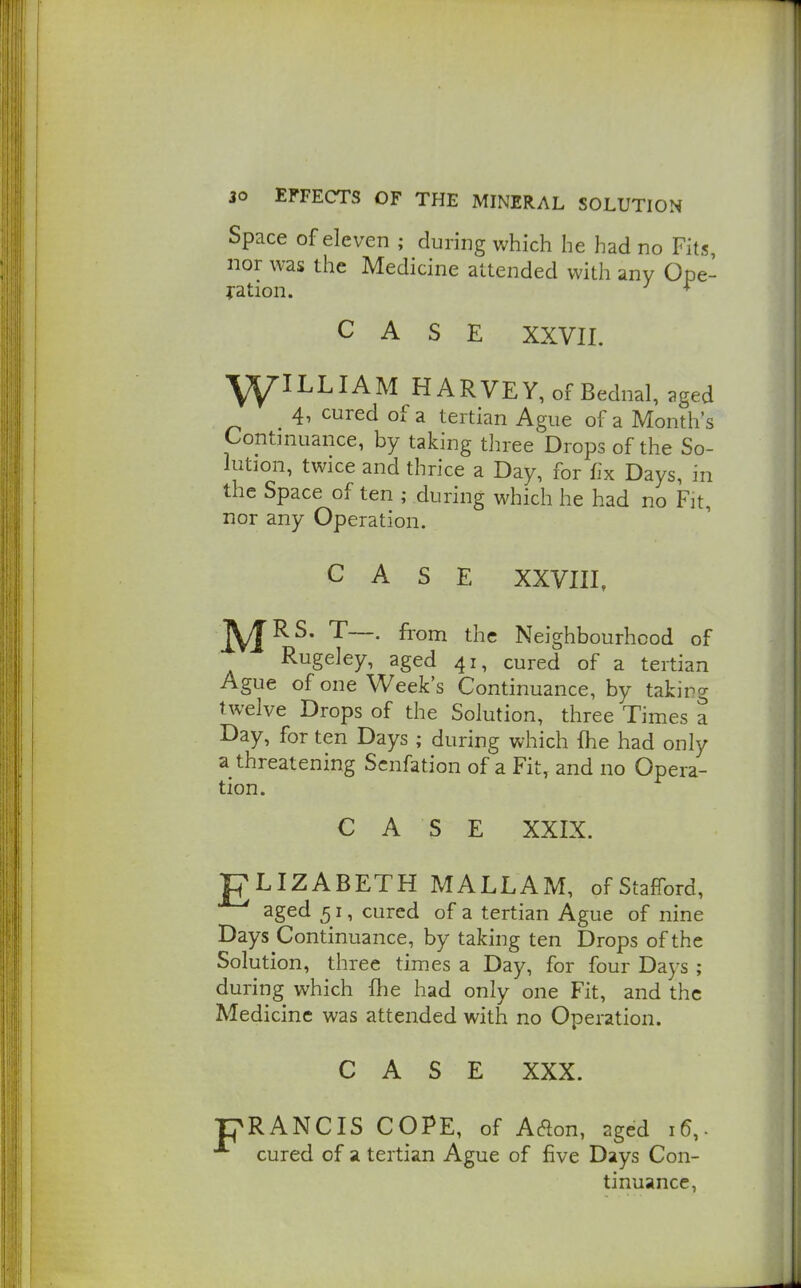 30 EFFECTS OF THE MINERAL SOLUTION
Space of eleven ; during which he had no Fits,
nor was the Medicine attended with any Ope-
ration.
CASE XXVII.
WILLIAM HARVEY, of Bednal, aged
4, cured of a tertian Ague of a Month's
Continuance, by taking three Drops of the So-
lution, twice and thrice a Day, for ſix Days, in
the Space of ten ; during which he had no Fit,
nor any Operation.
CASE XXVIII,
MRS. T—. from the Neighbourhood of
Rugeley, aged 41, cured of a tertian
Ague of one Week's Continuance, by taking
twelve Drops of the Solution, three Times a
Day, for ten Days ; during which ſhe had only
a threatening Senſation of a Fit, and no Opera-
tion.
CASE XXIX.
ELIZABETH MALLAM, of Stafford,
aged 51, cured of a tertian Ague of nine
Days Continuance, by taking ten Drops of the
Solution, three times a Day, for four Days ;
during which ſhe had only one Fit, and the
Medicine was attended with no Operation.
CASE XXX.
FRANCIS COPE, of Acton, aged 16,
cured of a tertian Ague of five Days Con-
tinuance,